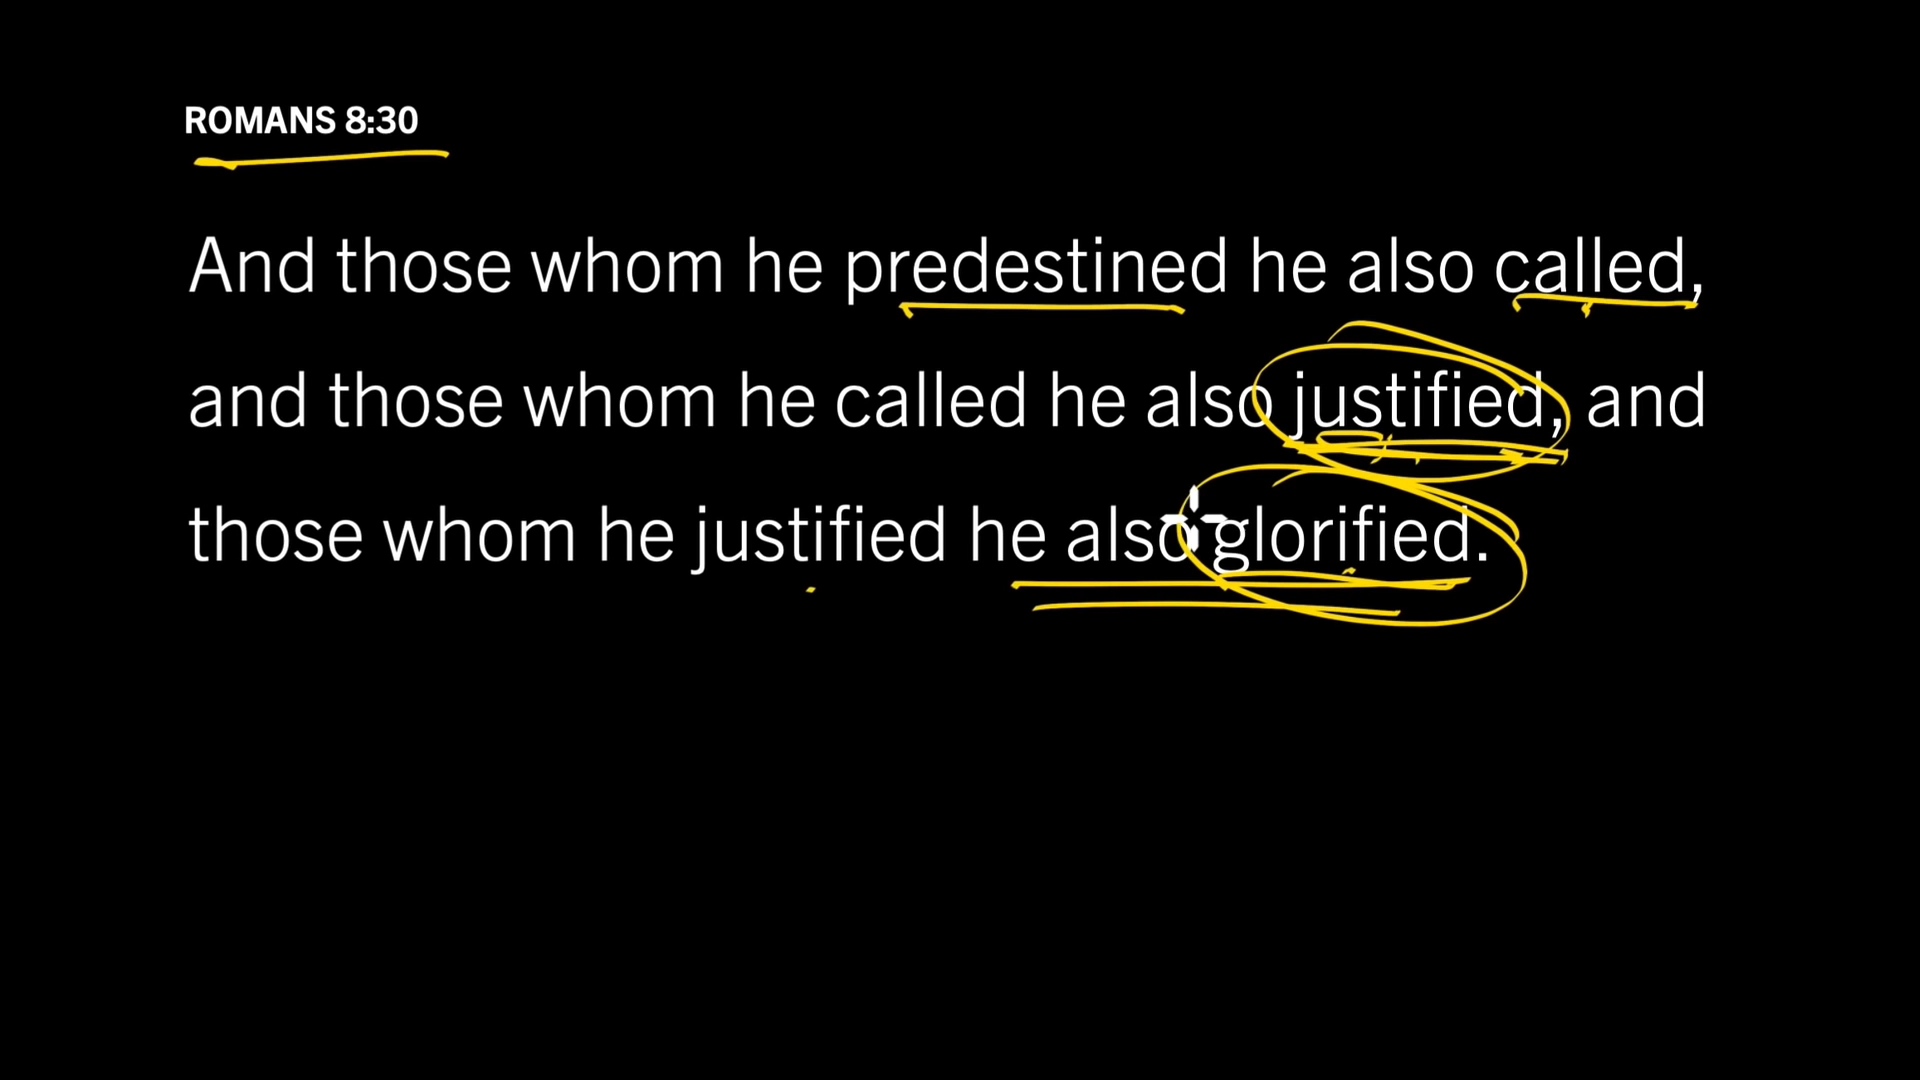 ROMANS 8:30
And those whom he predestined he also called,
and those whom he called he also justified, and
those whom he justified he also glorified.